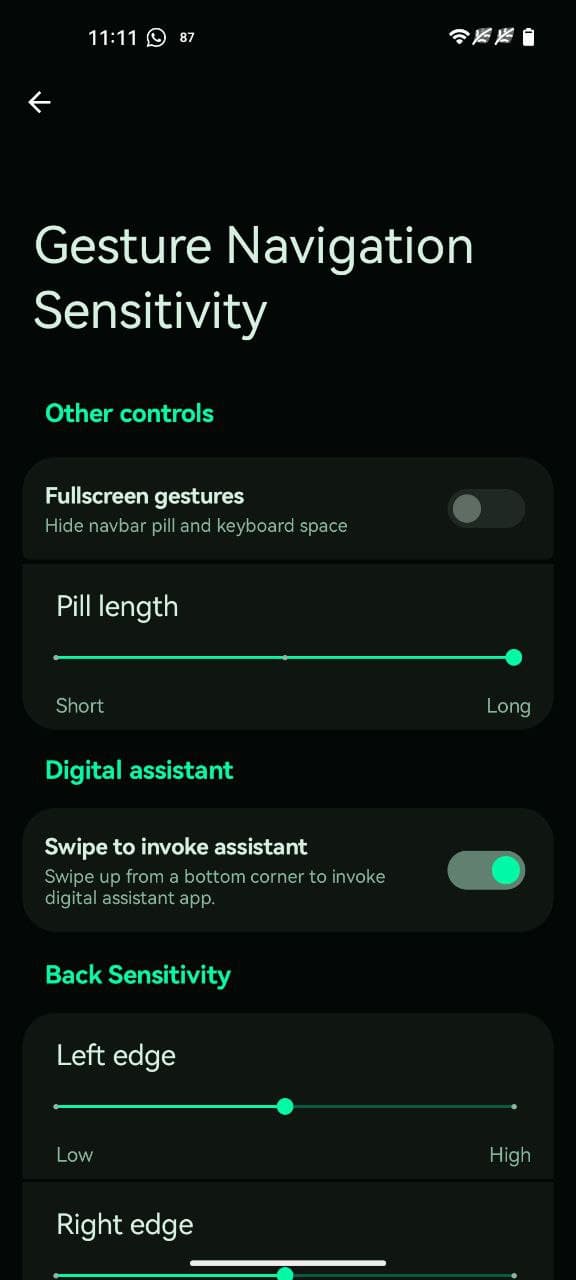 11:11 87
Gesture Navigation
Sensitivity
Other controls
Fullscreen gestures
Hide navbar pill and keyboard space
Pill length
Short Long
Digital assistant
Swipe to invoke assistant
Swipe up from a bottom corner to invoke
digital assistant app.
Back Sensitivity
Left edge
Low High
Right edge